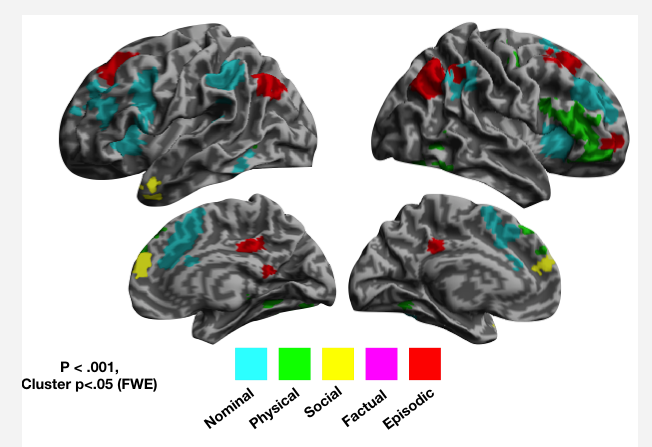 P < .001,
Cluster p<.05 (FWE)
Nominal
Physical
Social
Factual
Episodic